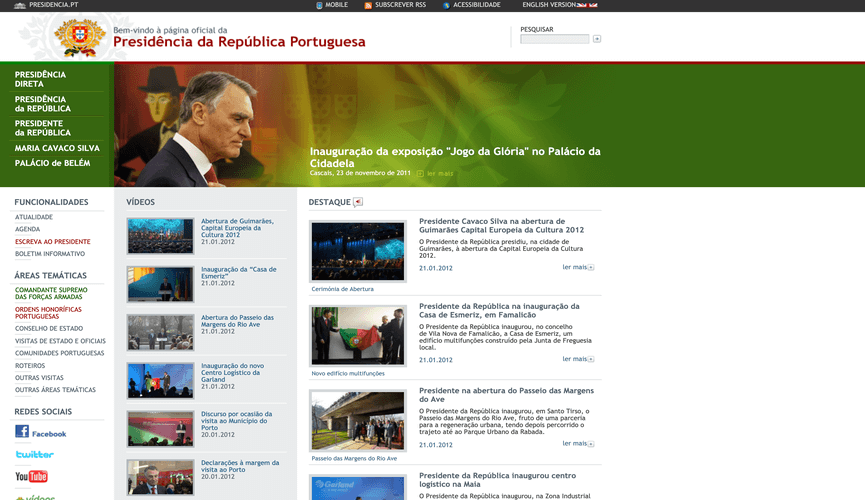 PRESIDENCIA.PT
MOBILE
SUBSCREVER RSS
ACESSIBILIDADE
ENGLISH VERSION
Bem-vindo à página oficial da
Presidência da República Portuguesa
PESQUISAR
PRESIDÊNCIA
DIRETA
PRESIDÊNCIA
da REPÚBLICA
PRESIDENTE
da REPÚBLICA
MARIA CAVACO SILVA
PALÁCIO de BELÉM
Inauguração da exposição "Jogo da Glória" no Palácio da
Cidadela
Cascais, 23 de novembro de 2011
ler mais
FUNCIONALIDADES
ATUALIDADE
AGENDA
ESCREVA AO PRESIDENTE
BOLETIM INFORMATIVO
ÁREAS TEMÁTICAS
COMANDANTE SUPREMO
DAS FORÇAS ARMADAS
ORDENS HONORÍFICAS
PORTUGUESAS
CONSELHO DE ESTADO
VISITAS DE ESTADO E OFICIAIS
COMUNIDADES PORTUGUESAS
ROTEIROS
OUTRAS VISITAS
OUTRAS ÁREAS TEMÁTICAS
REDES SOCIAIS
Facebook
twitter
YouTube
VÍDEOS
Abertura de Guimarães,
Capital Europeia da
Cultura 2012
21.01.2012
Inauguração da “Casa de
Esmeriz”
21.01.2012
Abertura do Passeio das
Margens do Rio Ave
21.01.2012
Inauguração do novo
Centro Logístico da
Garland
21.01.2012
Discurso por ocasião da
visita ao Município do
Porto
20.01.2012
Declarações à margem da
visita ao Porto
20.01.2012
DESTAQUE
Cerimónia de Abertura
Presidente Cavaco Silva na abertura de
Guimarães Capital Europeia da Cultura 2012
O Presidente da República presidiu, na cidade de
Guimarães, à abertura da Capital Europeia da Cultura
2012.
21.01.2012
ler mais
Novo edifício multifunções
Presidente da República na inauguração da
Casa de Esmeriz, em Famalicão
O Presidente da República inaugurou, no concelho
de Vila Nova de Famalicão, a Casa de Esmeriz, um
edifício multifunções construído pela Junta de Freguesia
local.
21.01.2012
ler mais
Passeio das Margens do Rio Ave
Presidente na abertura do Passeio das Margens
do Ave
O Presidente da República inaugurou, em Santo Tirso, o
Passeio das Margens do Rio Ave, fruto de uma parceria
para a regeneração urbana, tendo depois percorrido o
trajeto até ao Parque Urbano da Rabada.
21.01.2012
ler mais
Garland
Presidente da República inaugurou centro
logístico na Maia
O Presidente da República inaugurou, na Zona Industrial